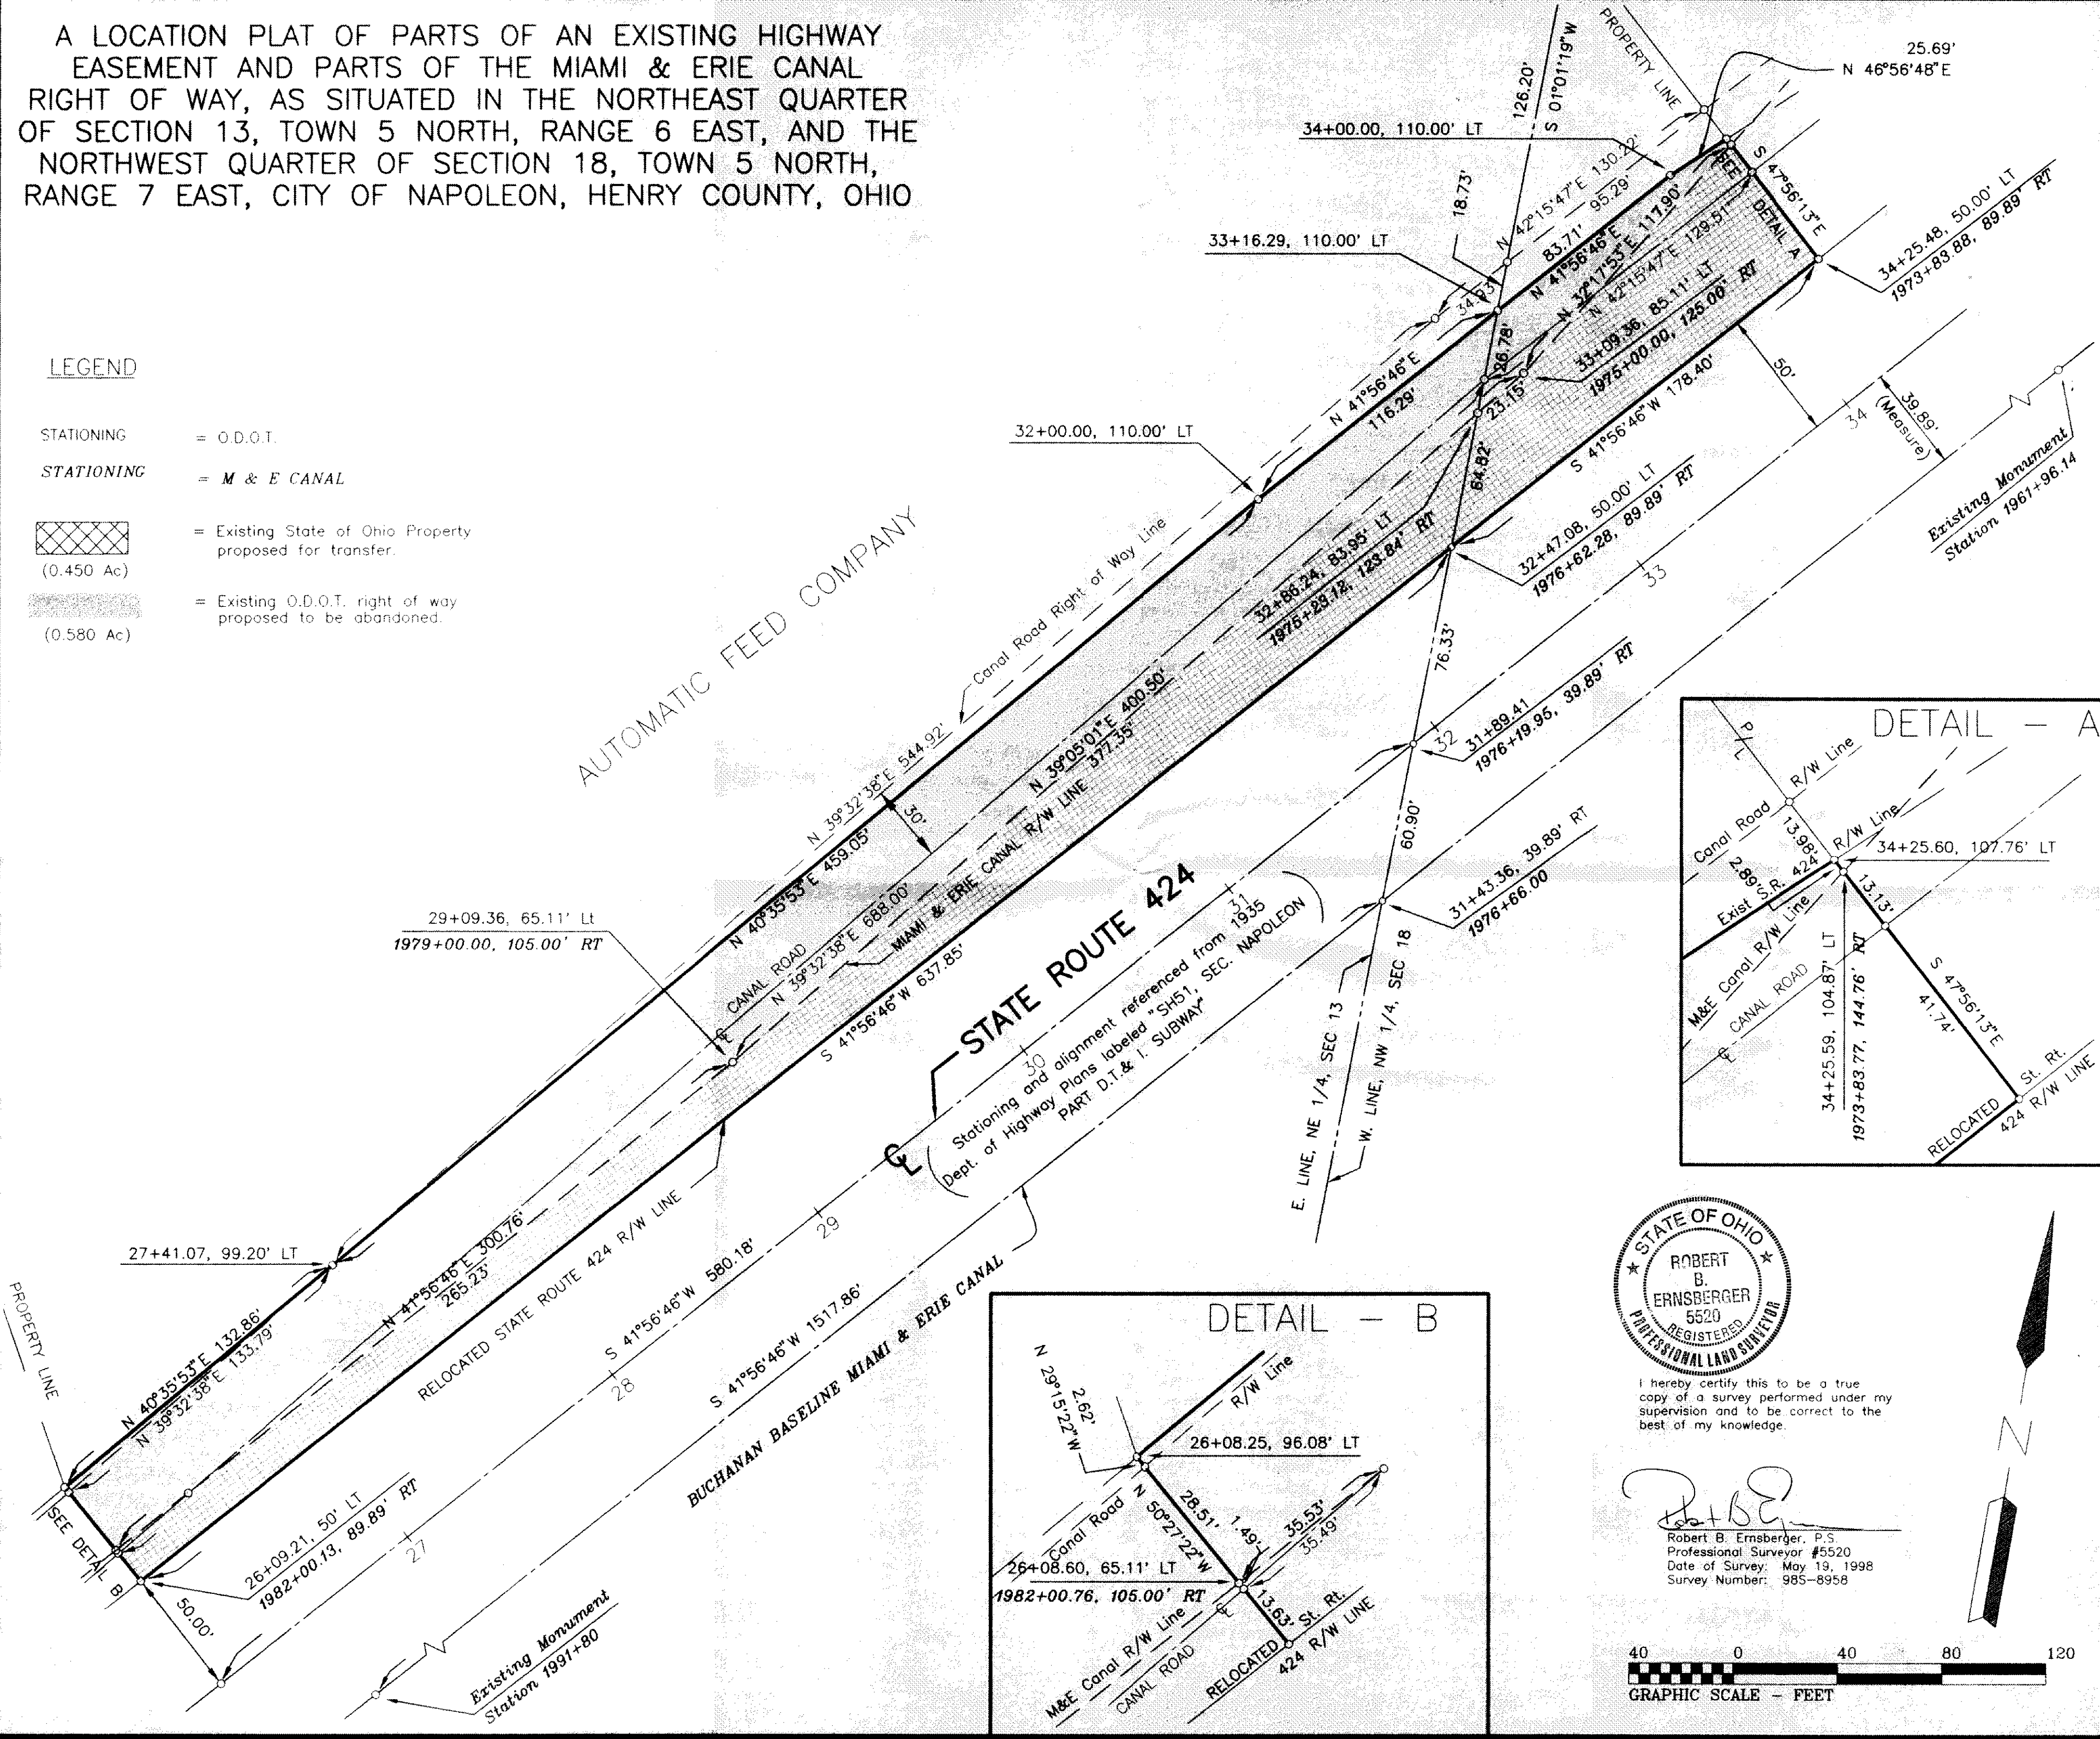 A LOCATION PLAT OF PARTS OF AN EXISTING HIGHWAY
EASEMENT AND PARTS OF THE MIAMI & ERIE CANAL
RIGHT OF WAY, AS SITUATED IN THE NORTHEAST QUARTER
OF SECTION 13, TOWN 5 NORTH, RANGE 6 EAST, AND THE
NORTHWEST QUARTER OF SECTION 18, TOWN 5 NORTH,
RANGE 7 EAST, CITY OF NAPOLEON, HENRY COUNTY, OHIO
LEGEND
STATIONING = O.D.O.T.
STATIONING = M & E CANAL
= Existing State of Ohio Property
proposed for transfer.
(0.450 Ac)
= Existing O.D.O.T. right of way
proposed to be abandoned.
(0.580 Ac)
126.20'
S 01°01'19"W
PROPERTY LINE
25.69'
N 46°56'48"E
34+00.00, 110.00' LT
18.73'
N 42°15'47"E 130.22'
95.29'
33+16.29, 110.00' LT
34.93'
83.71'
N 41°56'46"E
N 32°17'53"E 117.90'
N 42°15'47"E 129.51'
SEE DETAIL A
S 47°56'13"E
34+25.48, 50.00' LT
1973+83.88, 89.89' RT
33+09.36, 85.11' LT
1975+00.00, 125.00' RT
26.78'
23.15'
64.82'
N 41°56'46"E
116.29'
S 41°56'46"W 178.40'
50'
34
39.89'
(Measure)
Existing Monument
Station 1961+96.14
32+00.00, 110.00' LT
32+86.24, 83.95' LT
1975+23.12, 123.84' RT
32+47.08, 50.00' LT
1976+62.28, 89.89' RT
33
AUTOMATIC FEED COMPANY
Canal Road Right of Way Line
76.33'
31+89.41
1976+19.95, 39.89' RT
32
N 39°05'01"E 400.50'
377.35'
N 39°32'38"E 544.92'
30'
N 40°35'53"E 459.05'
60.90'
31+43.36, 39.89' RT
1976+66.00
CANAL ROAD
N 39°32'38"E 688.00'
MIAMI & ERIE CANAL R/W LINE
S 41°56'46"W 637.85'
29+09.36, 65.11' Lt
1979+00.00, 105.00' RT
STATE ROUTE 424
31
30
Stationing and alignment referenced from 1935
Dept. of Highway Plans labeled "SH51, SEC. NAPOLEON
PART D.T.& I. SUBWAY"
E. LINE, NE 1/4, SEC 13
W. LINE, NW 1/4, SEC 18
29
27+41.07, 99.20' LT
N 41°56'46"E 300.76'
265.23'
RELOCATED STATE ROUTE 424 R/W LINE
S 41°56'46"W 580.18'
28
S 41°56'46"W 1517.86'
BUCHANAN BASELINE MIAMI & ERIE CANAL
PROPERTY LINE
N 40°35'53"E 132.86'
N 39°32'38"E 133.79'
SEE DETAIL B
26+09.21, 50' LT
1982+00.13, 89.89' RT
27
50.00'
Existing Monument
Station 1991+80
DETAIL - A
P/L
R/W Line
Canal Road
13.98'
R/W Line
2.89'
Exist S.R. 424
34+25.60, 107.76' LT
13.13'
M&E Canal R/W Line
CANAL ROAD
34+25.59, 104.87' LT
1973+83.77, 144.76' RT
S 47°56'13"E
41.74'
RELOCATED St. Rt.
424 R/W LINE
DETAIL - B
N 29°15'22"W
2.62'
R/W Line
26+08.25, 96.08' LT
Canal Road
28.51'
N 50°27'22"W
1.49'
35.53'
35.49'
26+08.60, 65.11' LT
1982+00.76, 105.00' RT
13.63'
M&E Canal R/W Line
CANAL ROAD
RELOCATED St. Rt.
424 R/W LINE
STATE OF OHIO
ROBERT
B.
ERNSBERGER
5520
REGISTERED
PROFESSIONAL LAND SURVEYOR
I hereby certify this to be a true
copy of a survey performed under my
supervision and to be correct to the
best of my knowledge.
Robert B. Ernsberger, P.S.
Professional Surveyor #5520
Date of Survey: May 19, 1998
Survey Number: 98S-8958
N
40 0 40 80 120
GRAPHIC SCALE - FEET